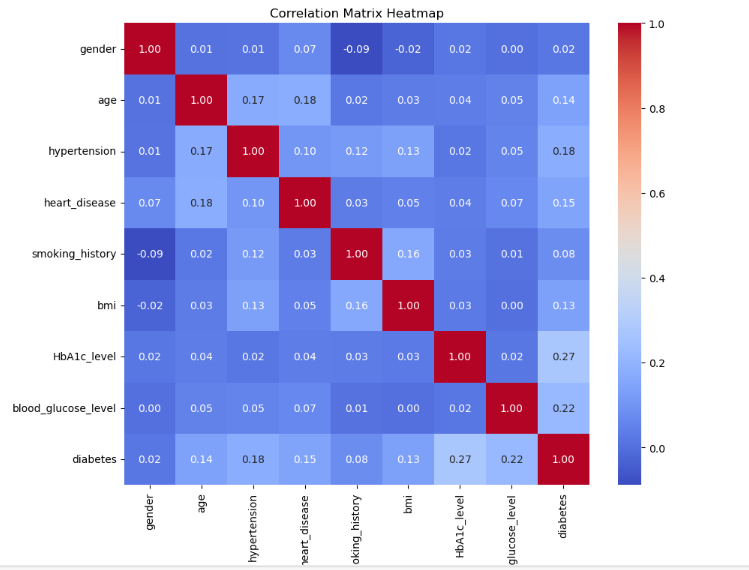 Correlation Matrix Heatmap
gender 1.00 0.01 0.01 0.07 -0.09 -0.02 0.02 0.00 0.02
age 0.01 1.00 0.17 0.18 0.02 0.03 0.04 0.05 0.14
hypertension 0.01 0.17 1.00 0.10 0.12 0.13 0.02 0.05 0.18
heart_disease 0.07 0.18 0.10 1.00 0.03 0.05 0.04 0.07 0.15
smoking_history -0.09 0.02 0.12 0.03 1.00 0.16 0.03 0.01 0.08
bmi -0.02 0.03 0.13 0.05 0.16 1.00 0.03 0.00 0.13
HbA1c_level 0.02 0.04 0.02 0.04 0.03 0.03 1.00 0.02 0.27
blood_glucose_level 0.00 0.05 0.05 0.07 0.01 0.00 0.02 1.00 0.22
diabetes 0.02 0.14 0.18 0.15 0.08 0.13 0.27 0.22 1.00
gender
age
hypertension
eart_disease
oking_history
bmi
HbA1c_level
glucose_level
diabetes
1.0
0.8
0.6
0.4
0.2
0.0